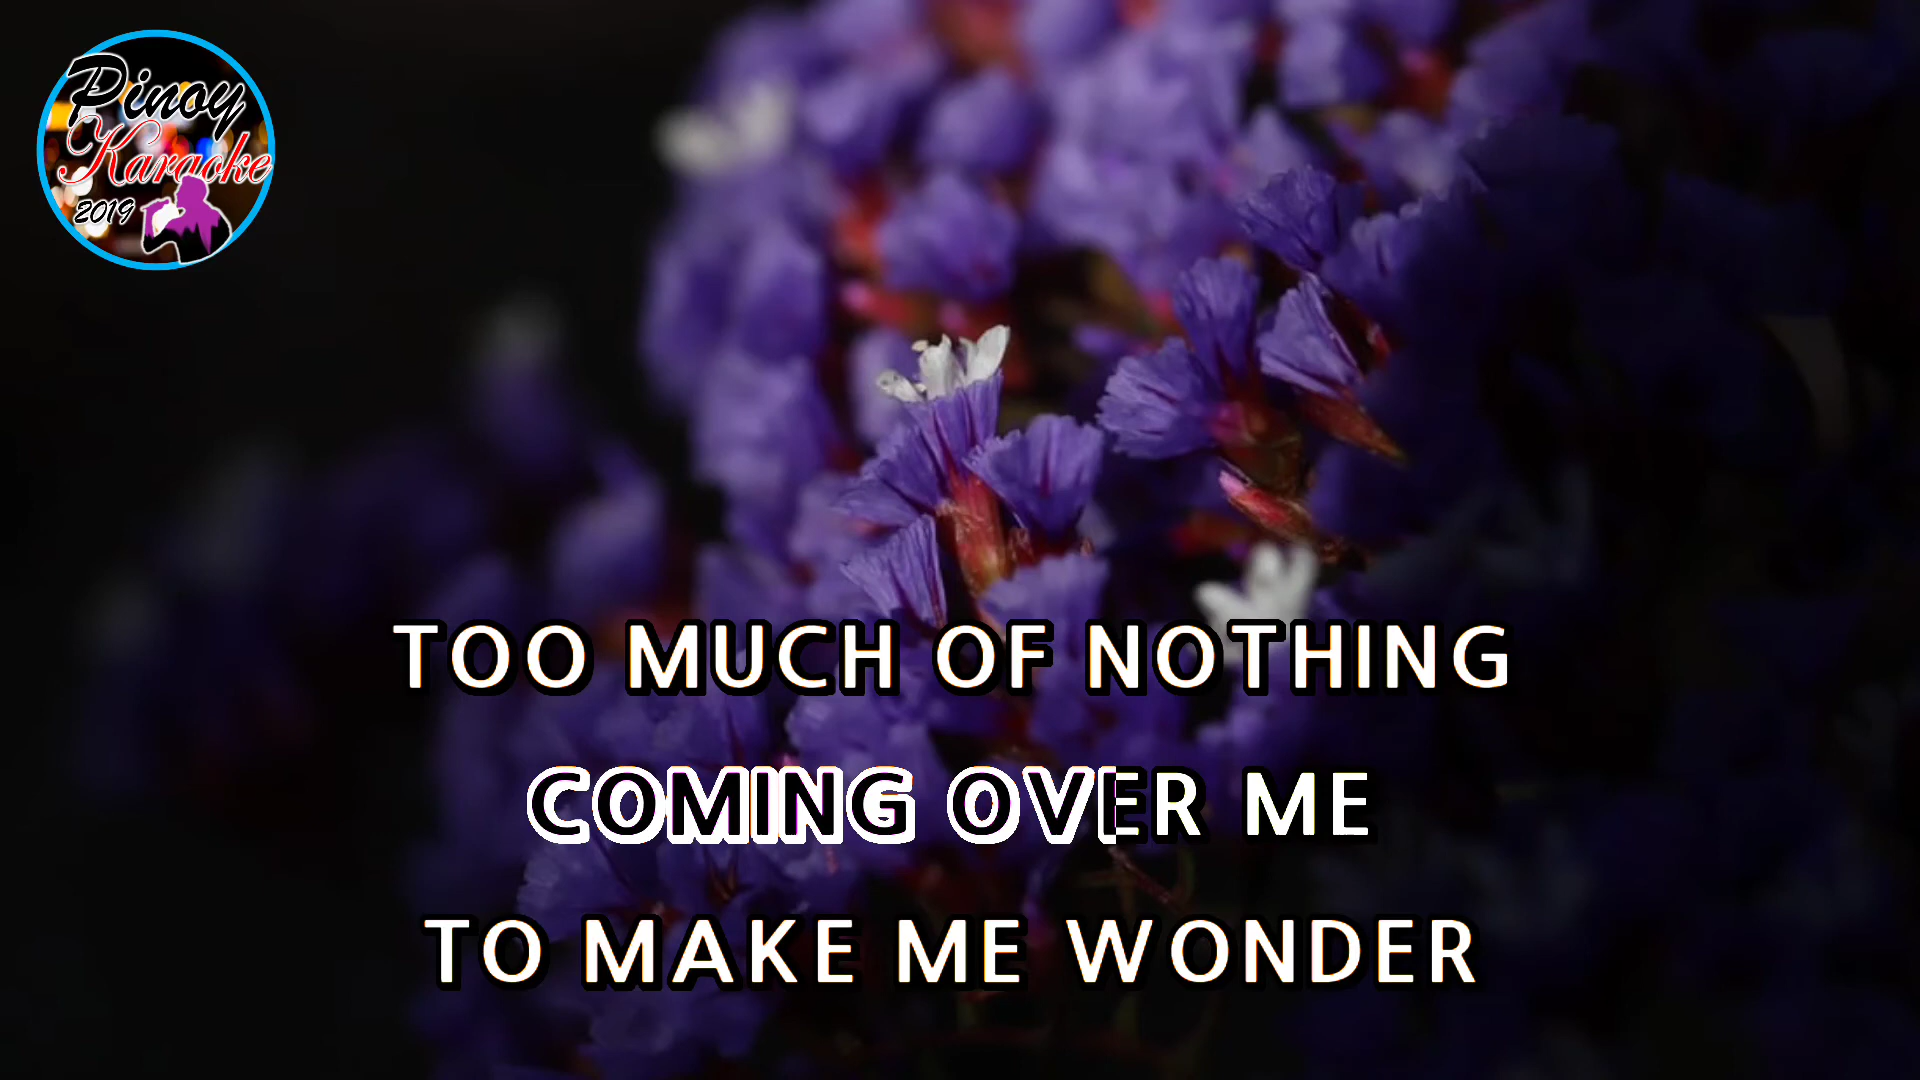 Pinoy
Karaoke
2019
TOO MUCH OF NOTHING
COMING OVER ME
TO MAKE ME WONDER